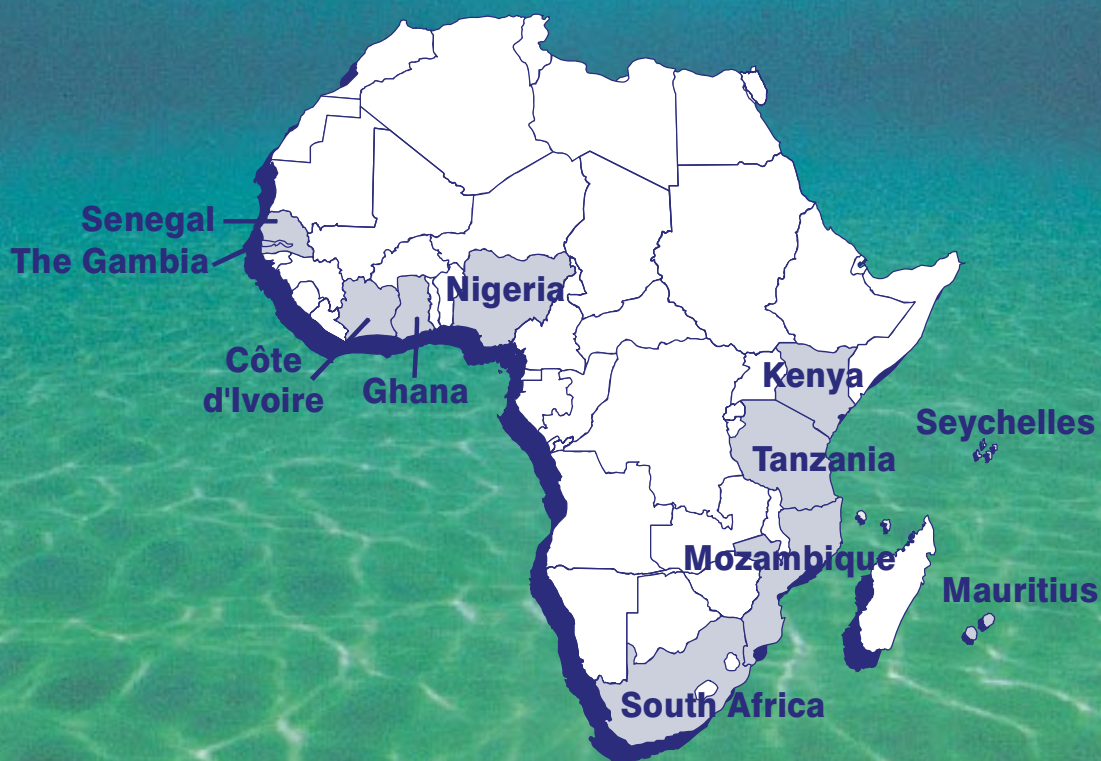 Senegal
The Gambia
Nigeria
Côte
d'Ivoire
Ghana
Kenya
Seychelles
Tanzania
Mozambique
Mauritius
South Africa